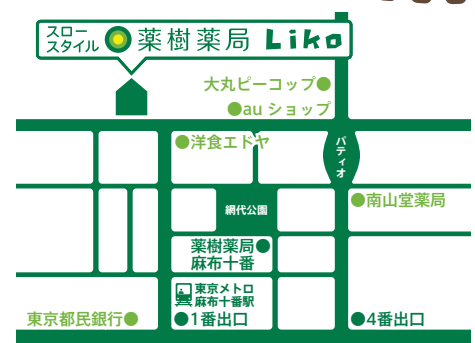 スロー
スタイル
薬樹薬局 Liko
大丸ピーコップ●
●au ショップ
●洋食エドヤ
パティオ
●南山堂薬局
網代公園
薬樹薬局●
麻布十番
東京メトロ
麻布十番駅
東京都民銀行●
●1番出口
●4番出口